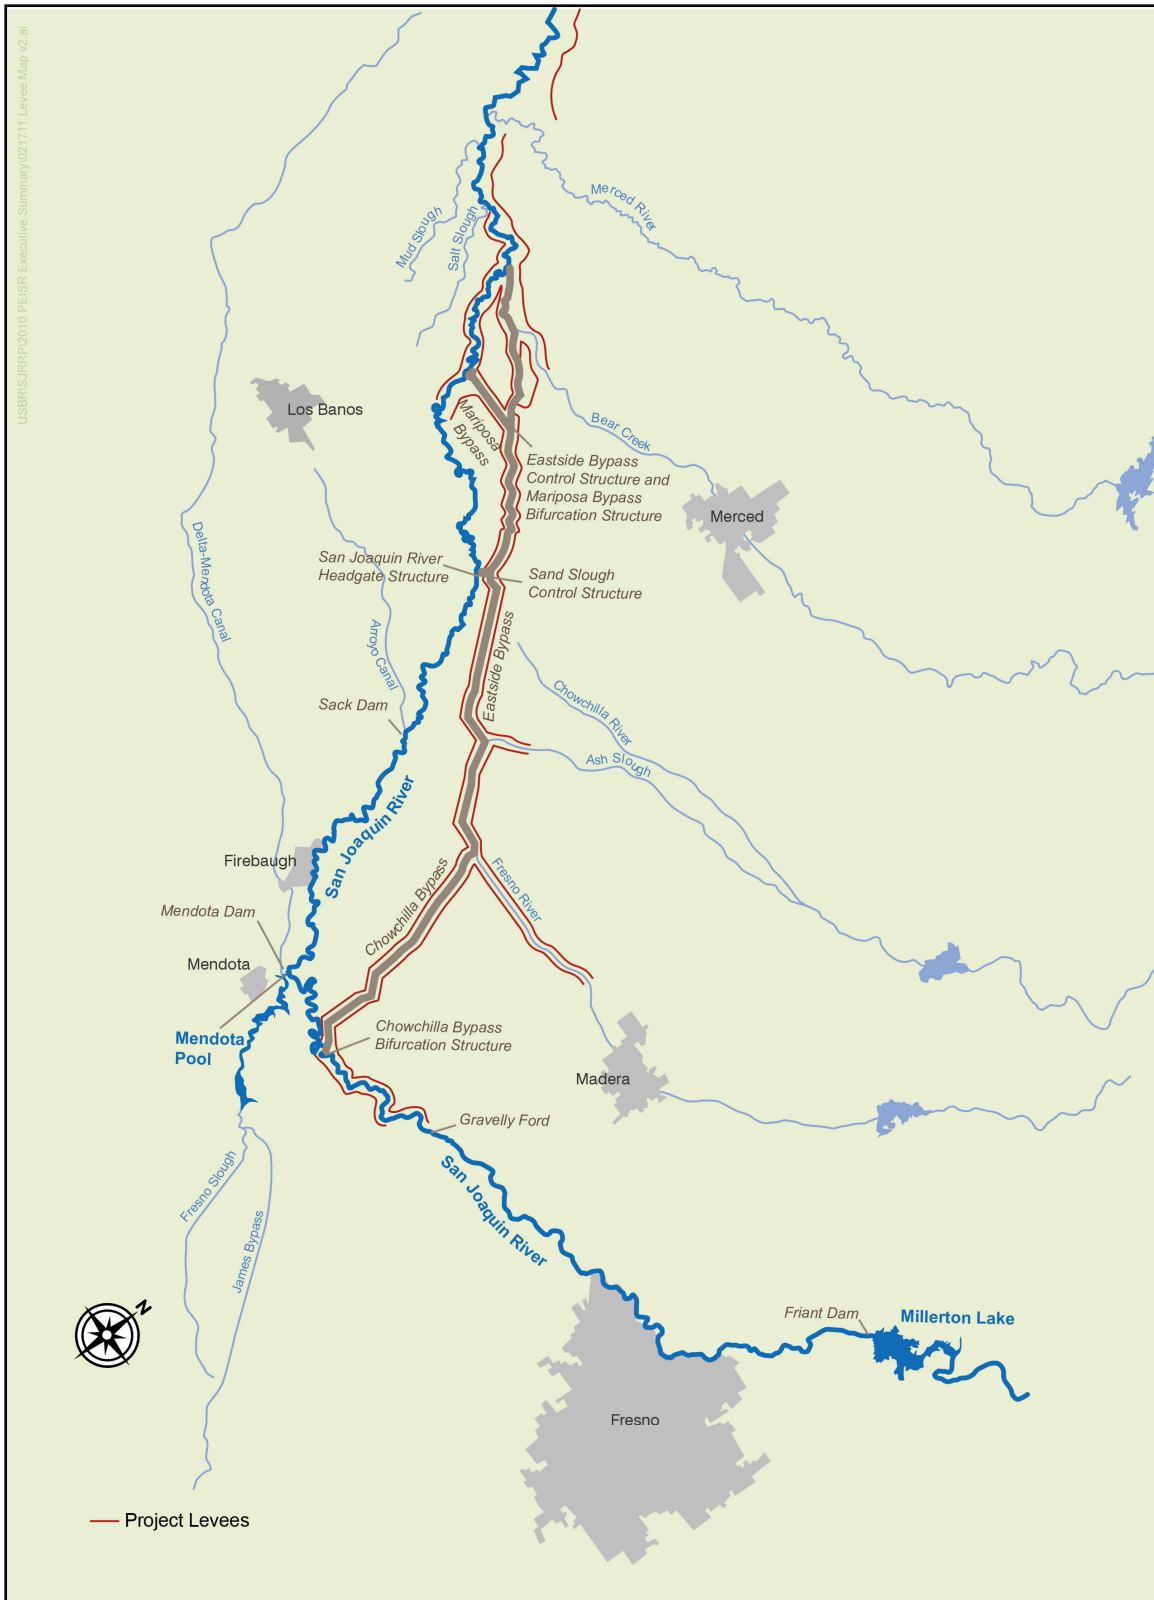 USBR\SJRRP\2010 PEISR Executive Summary\021711 Levee Map v2.ai
Merced River
Mud Slough
Salt Slough
Los Banos
Mariposa
Bypass
Bear Creek
Eastside Bypass
Control Structure and
Mariposa Bypass
Bifurcation Structure
Merced
Delta-Mendota Canal
San Joaquin River
Headgate Structure
Sand Slough
Control Structure
Arroyo Canal
Eastside Bypass
Sack Dam
Chowchilla River
Ash Slough
San Joaquin River
Firebaugh
Fresno River
Chowchilla Bypass
Mendota Dam
Mendota
Mendota
Pool
Chowchilla Bypass
Bifurcation Structure
Madera
Gravelly Ford
Fresno Slough
San Joaquin River
James Bypass
N
Friant Dam
Millerton Lake
Fresno
Project Levees